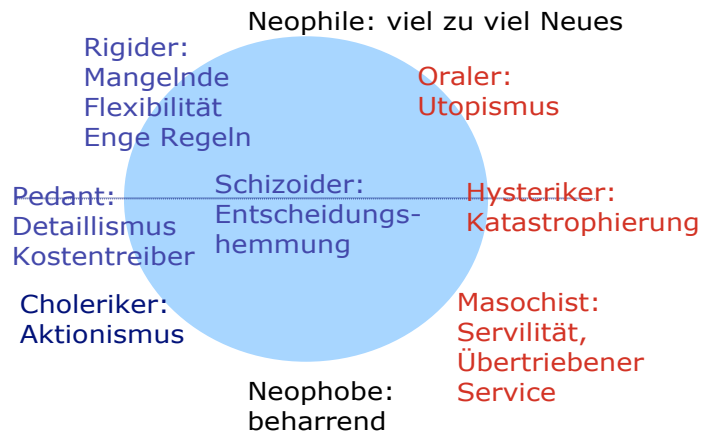 Neophile: viel zu viel Neues
Rigider:
Mangelnde
Flexibilität
Enge Regeln
Oraler:
Utopismus
Pedant:
Detaillismus
Kostentreiber
Schizoider:
Entscheidungs-
hemmung
Hysteriker:
Katastrophierung
Choleriker:
Aktionismus
Masochist:
Servilität,
Übertriebener
Service
Neophobe:
beharrend